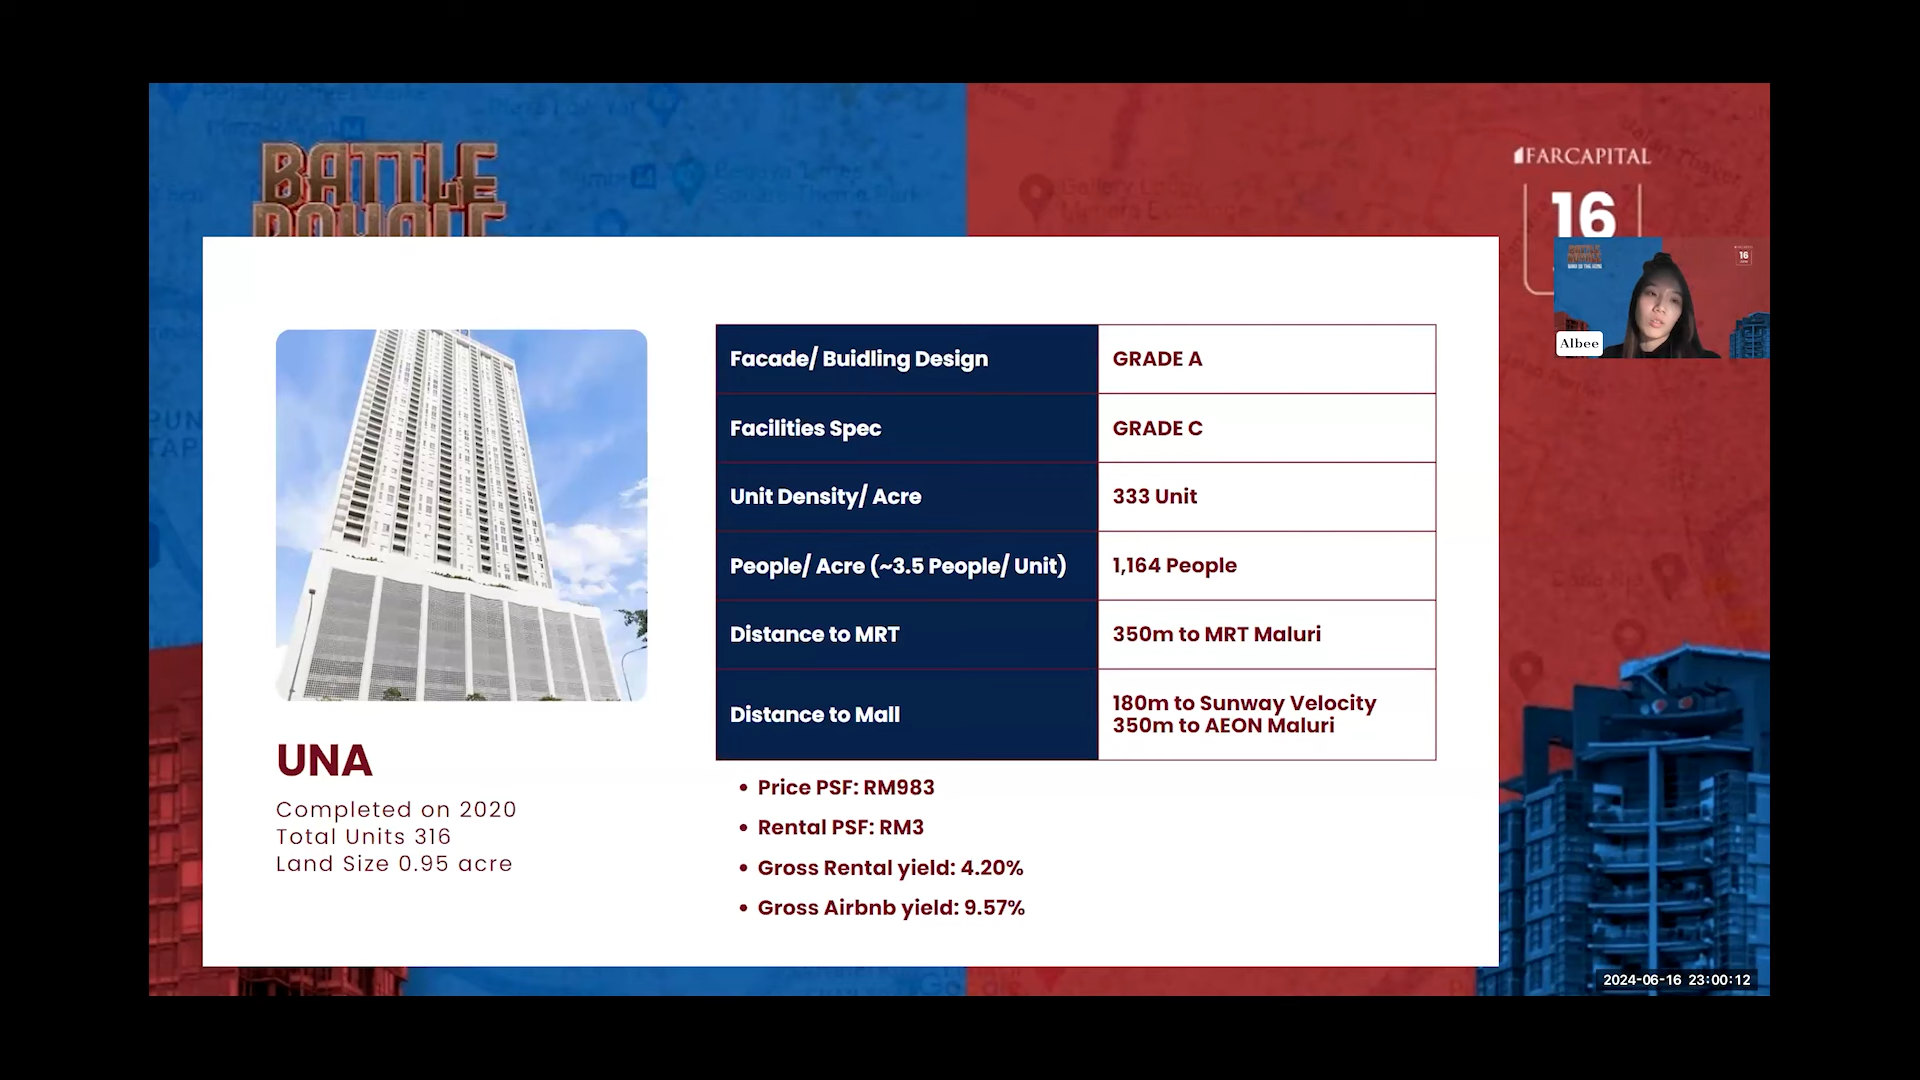 BATTLE
ROYALE
FARCAPITAL
16
16
Albee
Facade/ Buidling Design
GRADE A
Facilities Spec
GRADE C
Unit Density/ Acre
333 Unit
People/ Acre (~3.5 People/ Unit)
1,164 People
Distance to MRT
350m to MRT Maluri
Distance to Mall
180m to Sunway Velocity
350m to AEON Maluri
UNA
Completed on 2020
Total Units 316
Land Size 0.95 acre
• Price PSF: RM983
• Rental PSF: RM3
• Gross Rental yield: 4.20%
• Gross Airbnb yield: 9.57%
2024-06-16 23:00:12